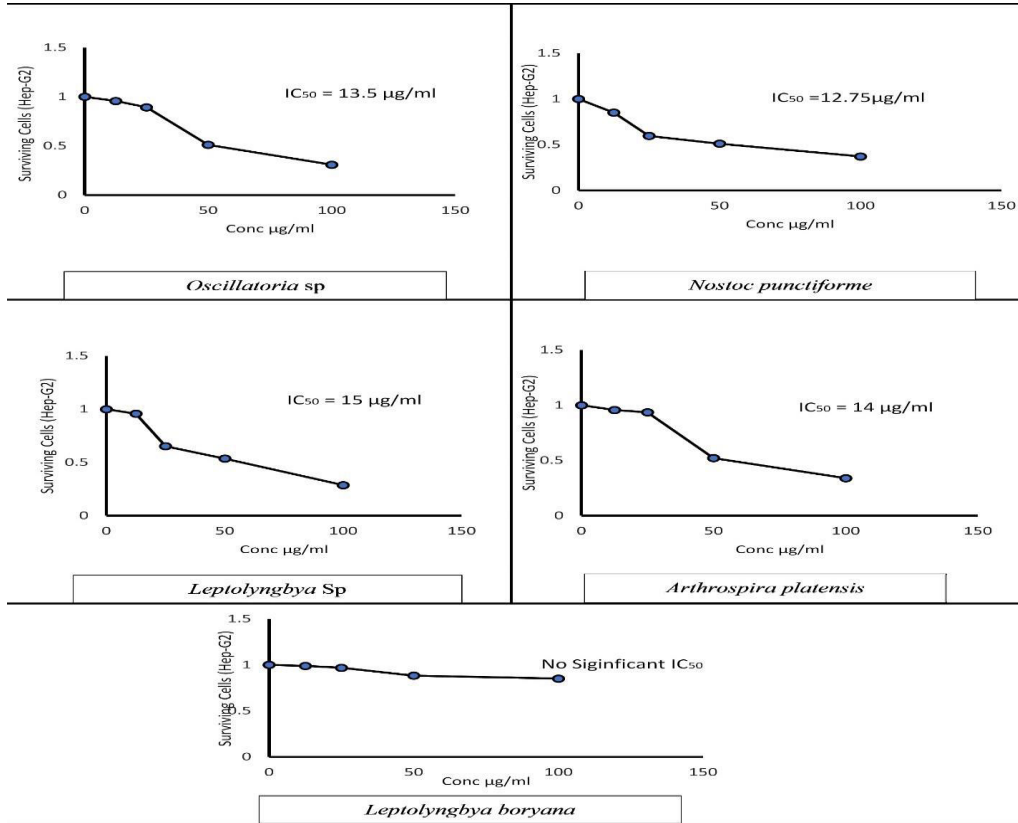 1.5
1
0.5
0
Surviving Cells (Hep-G2)
IC₅₀ = 13.5 µg/ml
0 50 100 150
Conc µg/ml
Oscillatoria sp
1.5
1
0.5
0
Surviving Cells (Hep-G2)
IC₅₀ =12.75µg/ml
0 50 100 150
Conc µg/ml
Nostoc punctiforme
1.5
1
0.5
0
Surviving Cells (Hep-G2)
IC₅₀ = 15 µg/ml
0 50 100 150
Conc µg/ml
Leptolyngbya Sp
1.5
1
0.5
0
Surviving Cells (Hep-G2)
IC₅₀ = 14 µg/ml
0 50 100 150
Conc µg/ml
Arthrospira platensis
1.5
1
0.5
0
Surviving Cells (Hep-G2)
No Siginficant IC₅₀
0 50 100 150
Conc µg/ml
Leptolyngbya boryana